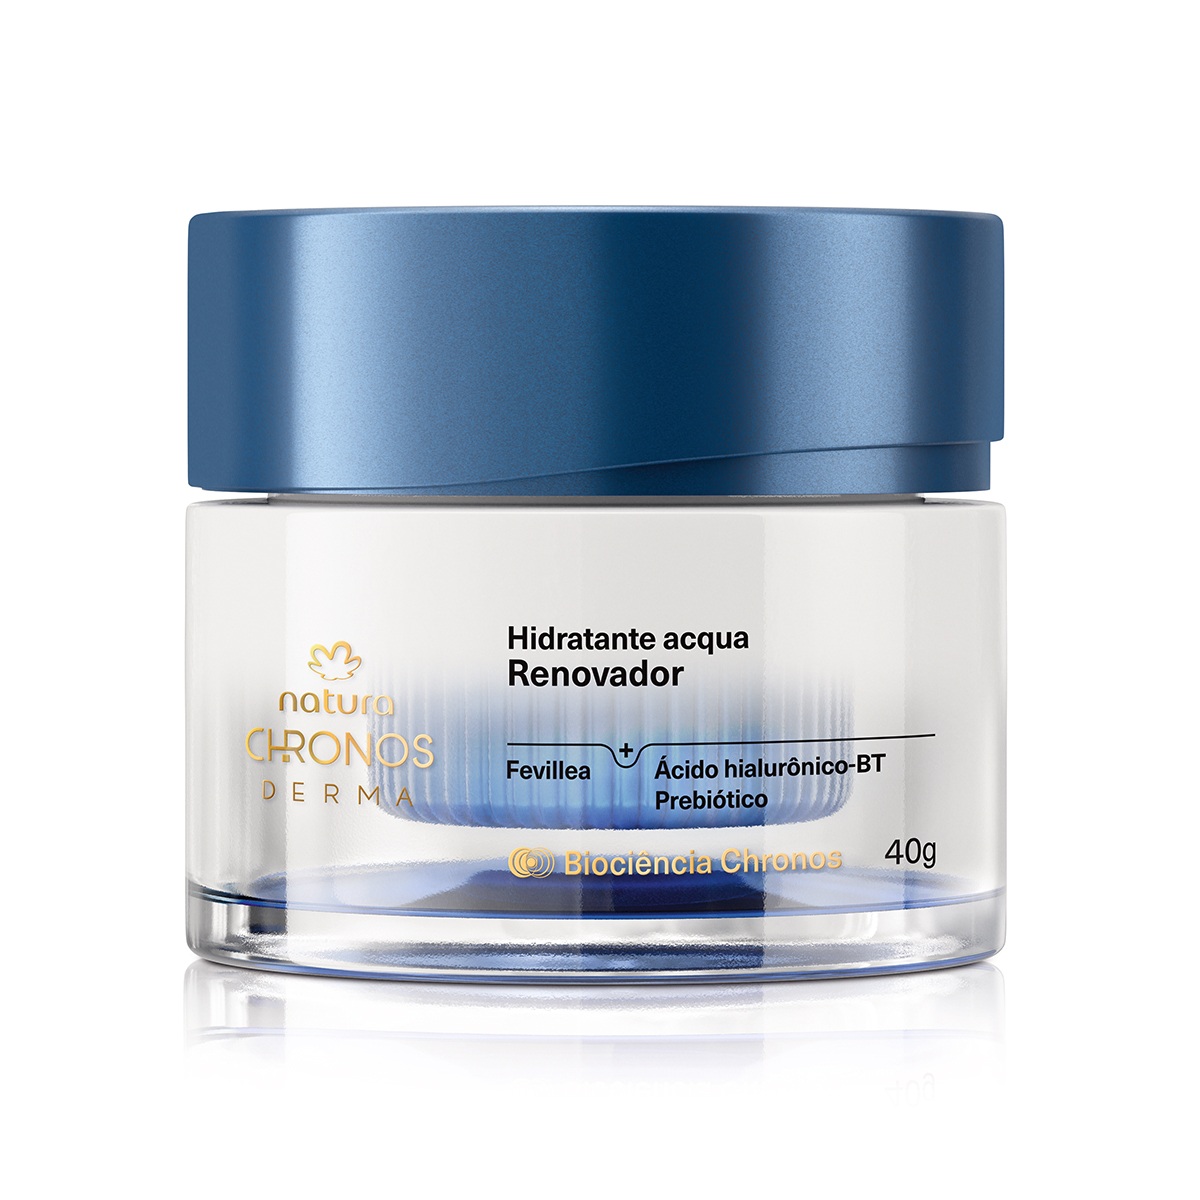 natura
CHRONOS
DERMA
Hidratante acqua
Renovador
Fevillea
+
Ácido hialurônico-BT
Prebiótico
Biociência Chronos
40g